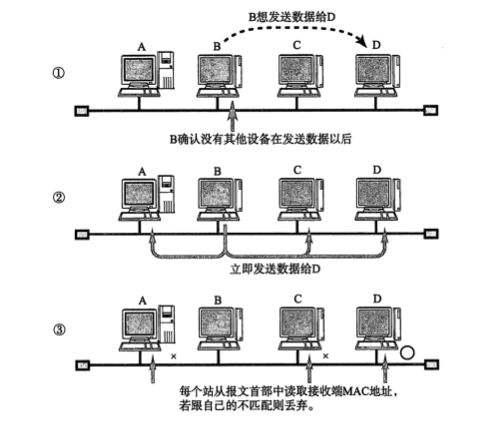 B想发送数据给D
A B C D
①
B确认没有其他设备在发送数据以后
A B C D
②
立即发送数据给D
A B C D
③
× ×
每个站从报文首部中读取接收端MAC地址，
若跟自己的不匹配则丢弃。